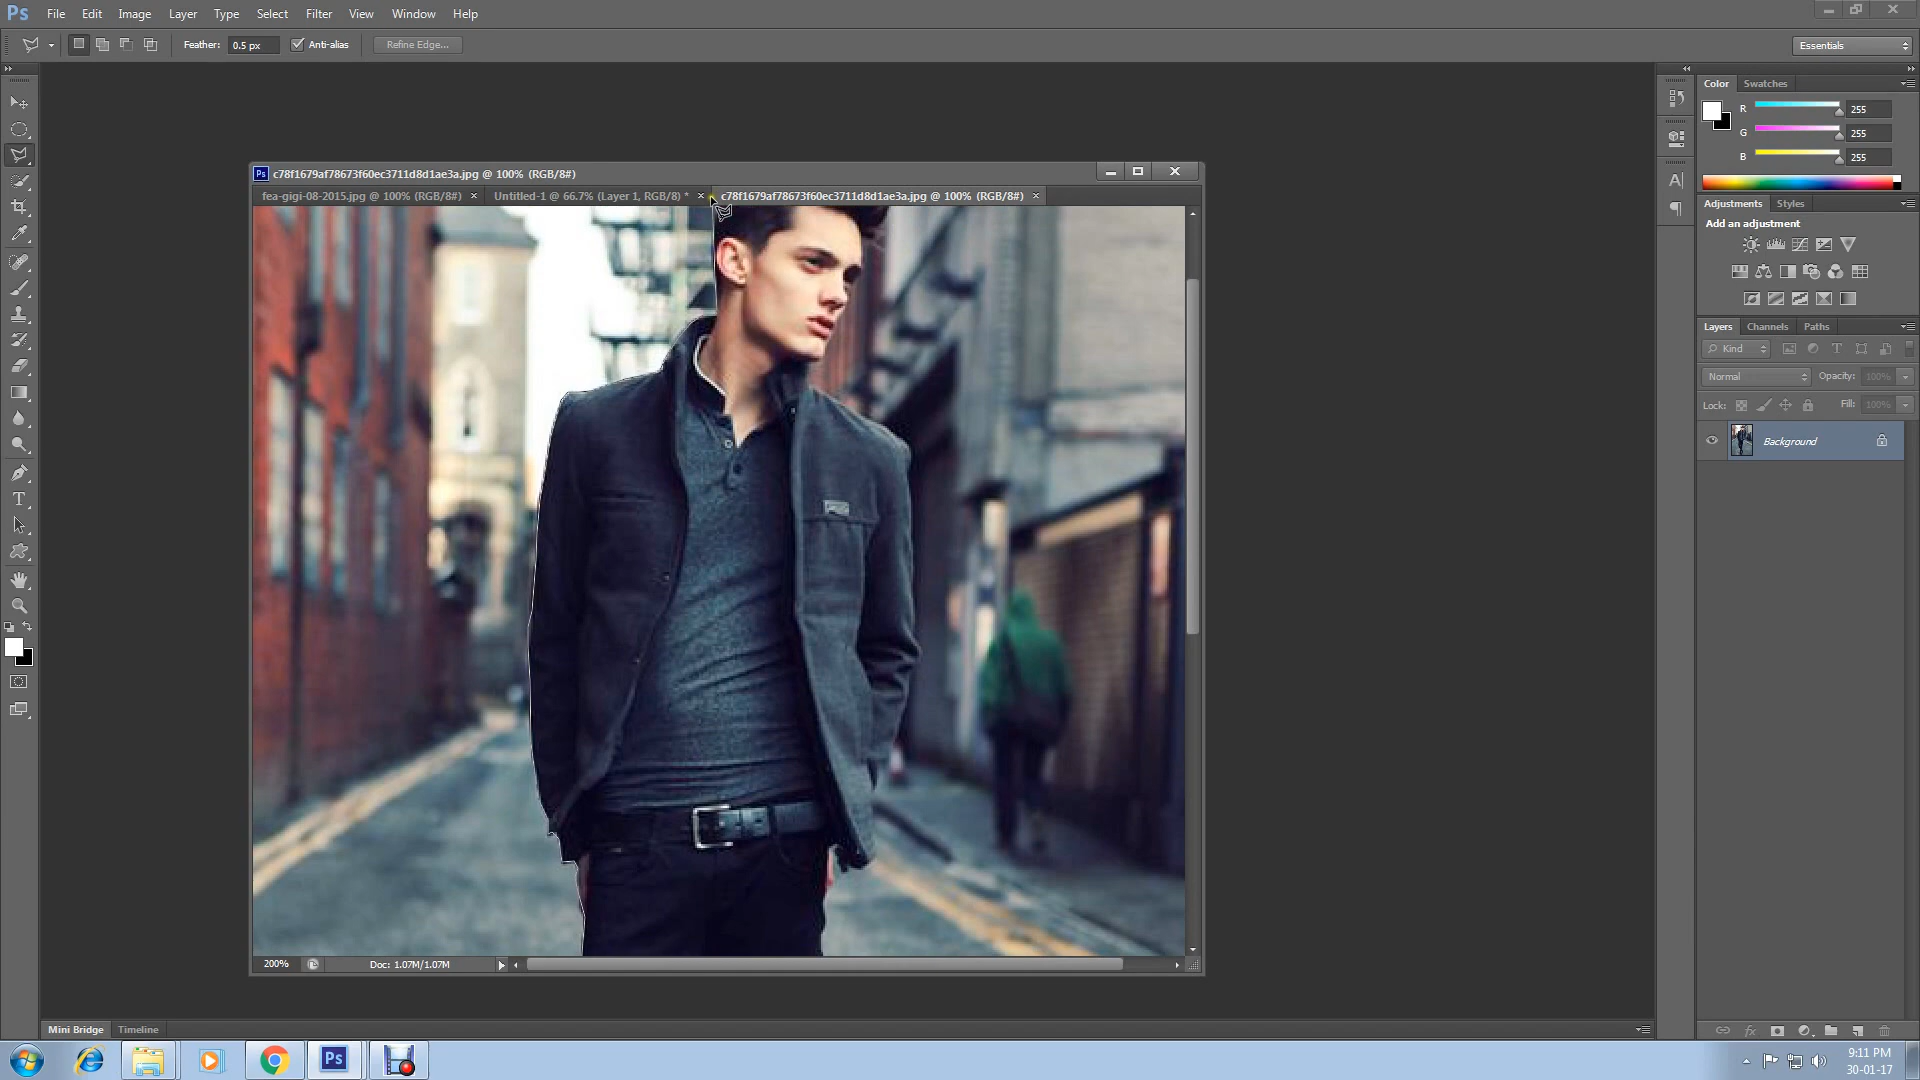 Ps File Edit Image Layer Type Select Filter View Window Help
Feather: 0.5 px Anti-alias Refine Edge... Essentials
Color Swatches
R 255
G 255
B 255
Adjustments Styles
Add an adjustment
Layers Channels Paths
Kind
Normal Opacity: 100%
Lock: Fill: 100%
Background
Ps c78f1679af78673f60ec3711d8d1ae3a.jpg @ 100% (RGB/8#)
fea-gigi-08-2015.jpg @ 100% (RGB/8#) × Untitled-1 @ 66.7% (Layer 1, RGB/8) * × c78f1679af78673f60ec3711d8d1ae3a.jpg @ 100% (RGB/8#) ×
200% Doc: 1.07M/1.07M
Mini Bridge Timeline
Ps
9:11 PM
30-01-17